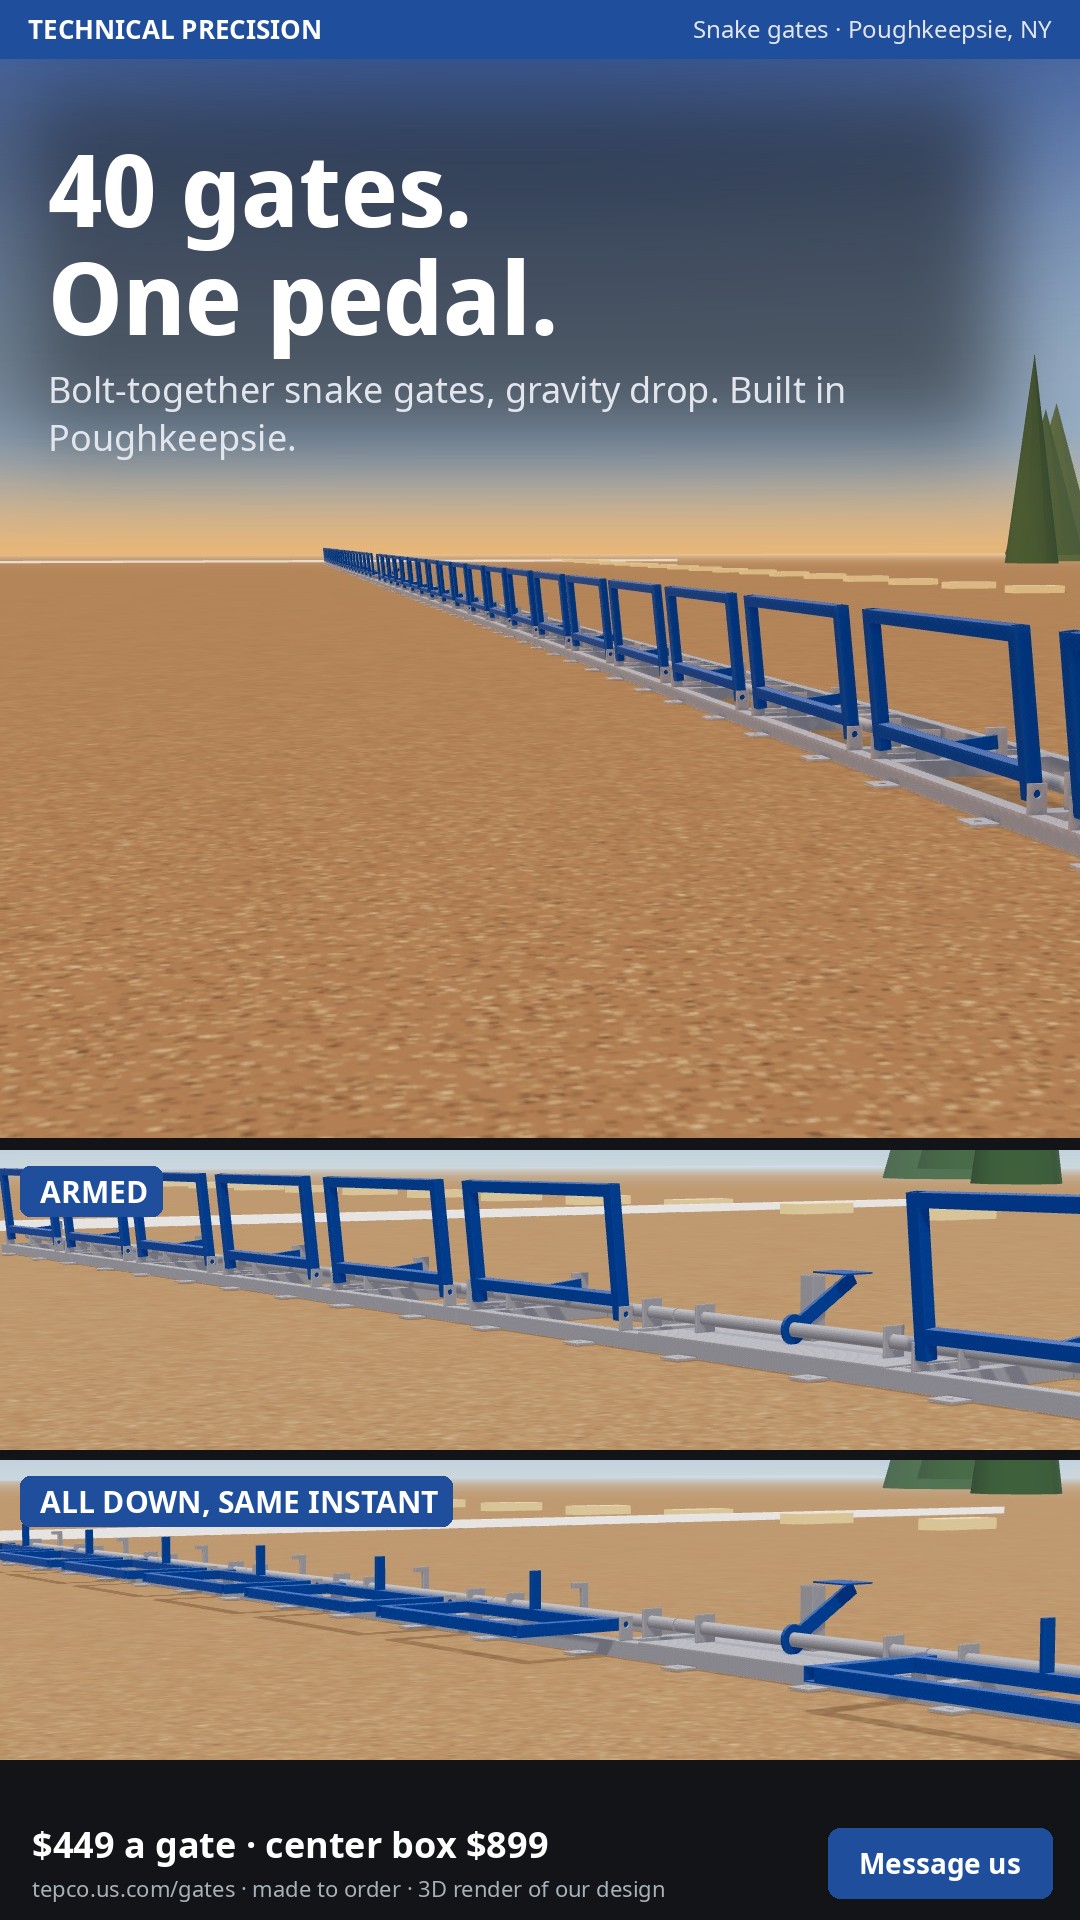 TECHNICAL PRECISION
Snake gates · Poughkeepsie, NY
40 gates.
One pedal.
Bolt-together snake gates, gravity drop. Built in
Poughkeepsie.
ARMED
ALL DOWN, SAME INSTANT
$449 a gate · center box $899
tepco.us.com/gates · made to order · 3D render of our design
Message us